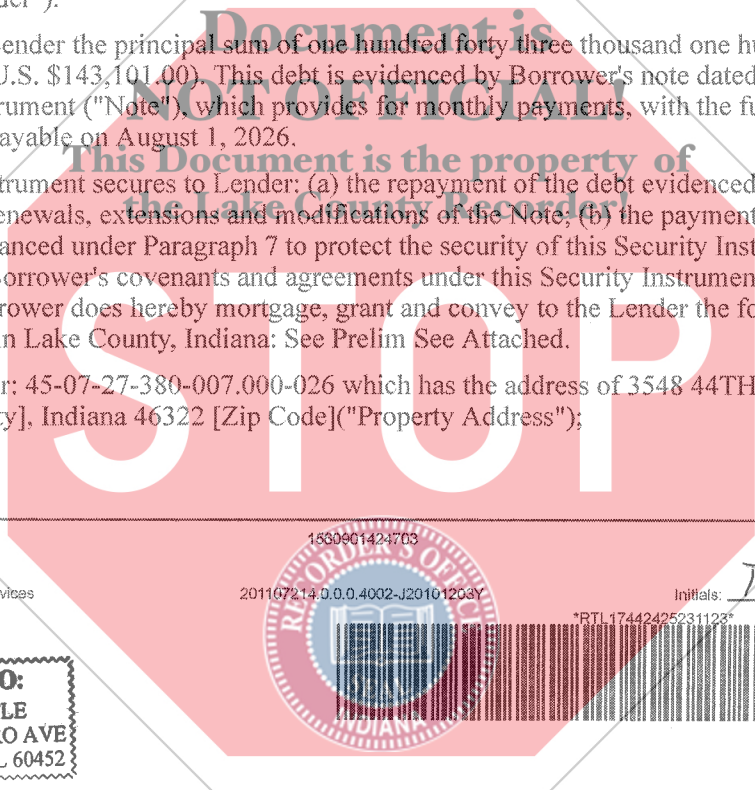 der").
Document is
ender the principal sum of one hundred forty three thousand one hu
U.S. $143,101.00). This debt is evidenced by Borrower's note dated
NOT OFFICIAL!
rument ("Note"), which provides for monthly payments, with the fu
ayable on August 1, 2026.
This Document is the property of
trument secures to Lender: (a) the repayment of the debt evidenced
the Lake County Recorder!
enewals, extensions and modifications of the Note; (b) the payment
anced under Paragraph 7 to protect the security of this Security Inst
Borrower's covenants and agreements under this Security Instrument
rower does hereby mortgage, grant and convey to the Lender the fo
n Lake County, Indiana: See Prelim See Attached.
STOP
r: 45-07-27-380-007.000-026 which has the address of 3548 44TH
ty], Indiana 46322 [Zip Code]("Property Address");
1530901424703
vices 201107214.0.0.0.4002-J20101203Y Initials:
*RTL17442425231123*
RECORDER'S OFFICE
SEAL
INDIANA
O:
LE
RO AVE
L 60452